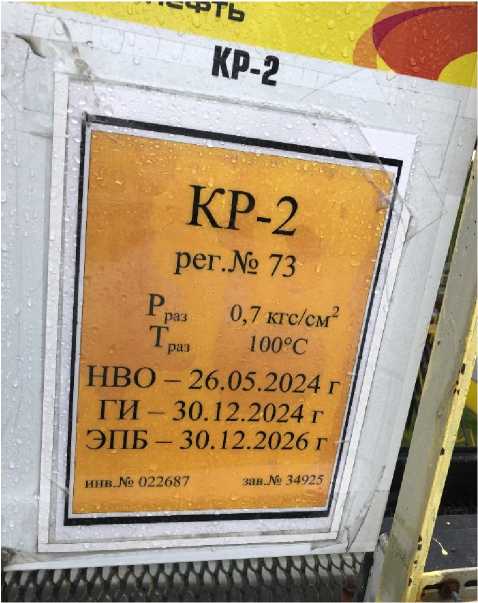 НЕФТЬ
КР-2
КР-2
рег.№ 73
Рраз 0,7 кгс/см²
Траз 100°С
НВО – 26.05.2024 г
ГИ – 30.12.2024 г
ЭПБ – 30.12.2026 г
инв.№ 022687 зав.№ 34925